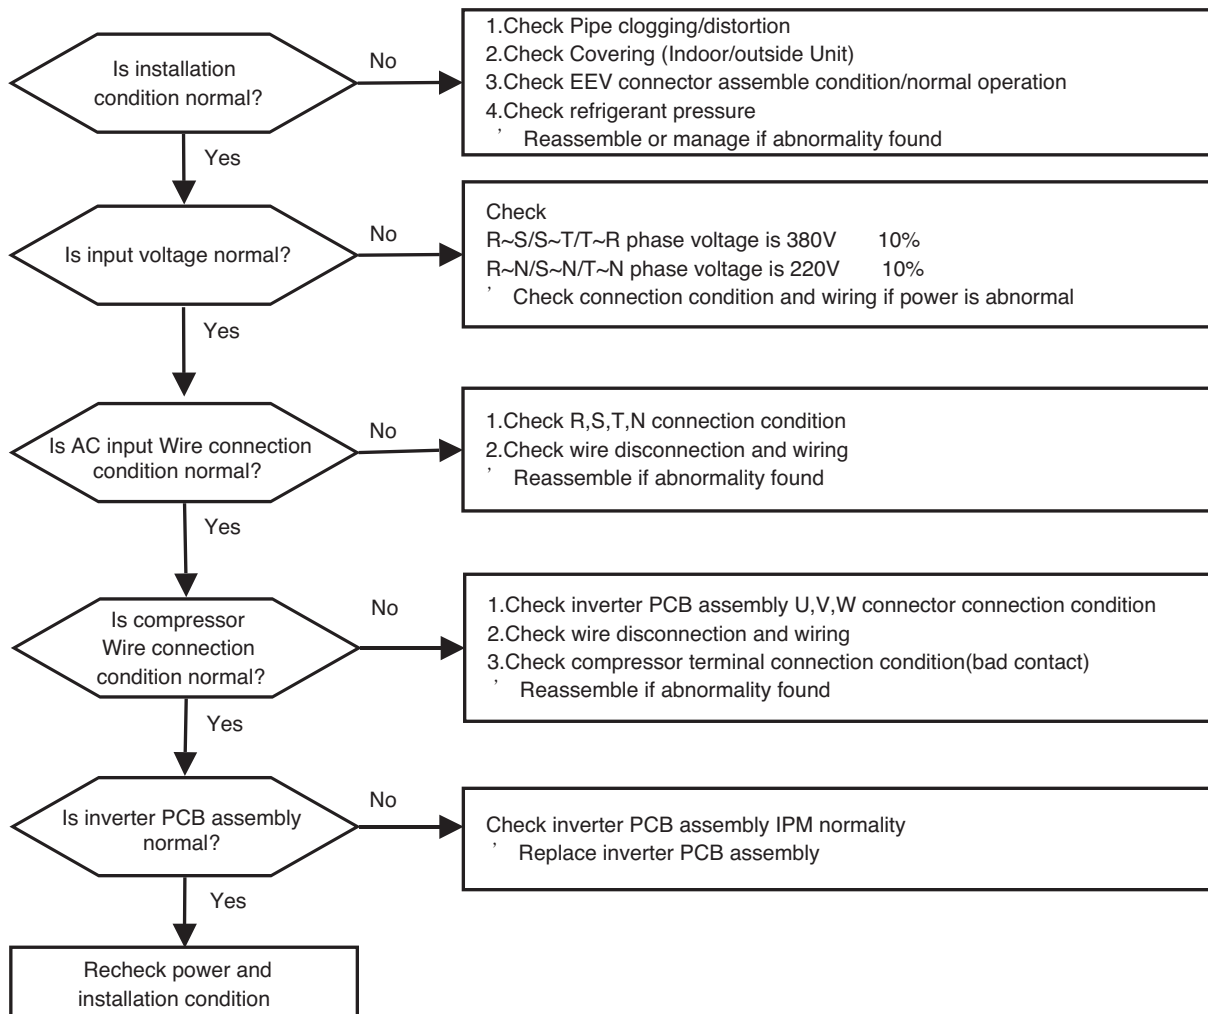 Is installation
condition normal?
No
1.Check Pipe clogging/distortion
2.Check Covering (Indoor/outside Unit)
3.Check EEV connector assemble condition/normal operation
4.Check refrigerant pressure
' Reassemble or manage if abnormality found
Yes
Is input voltage normal?
No
Check
R~S/S~T/T~R phase voltage is 380V 10%
R~N/S~N/T~N phase voltage is 220V 10%
' Check connection condition and wiring if power is abnormal
Yes
Is AC input Wire connection
condition normal?
No
1.Check R,S,T,N connection condition
2.Check wire disconnection and wiring
' Reassemble if abnormality found
Yes
Is compressor
Wire connection
condition normal?
No
1.Check inverter PCB assembly U,V,W connector connection condition
2.Check wire disconnection and wiring
3.Check compressor terminal connection condition(bad contact)
' Reassemble if abnormality found
Yes
Is inverter PCB assembly
normal?
No
Check inverter PCB assembly IPM normality
' Replace inverter PCB assembly
Yes
Recheck power and
installation condition